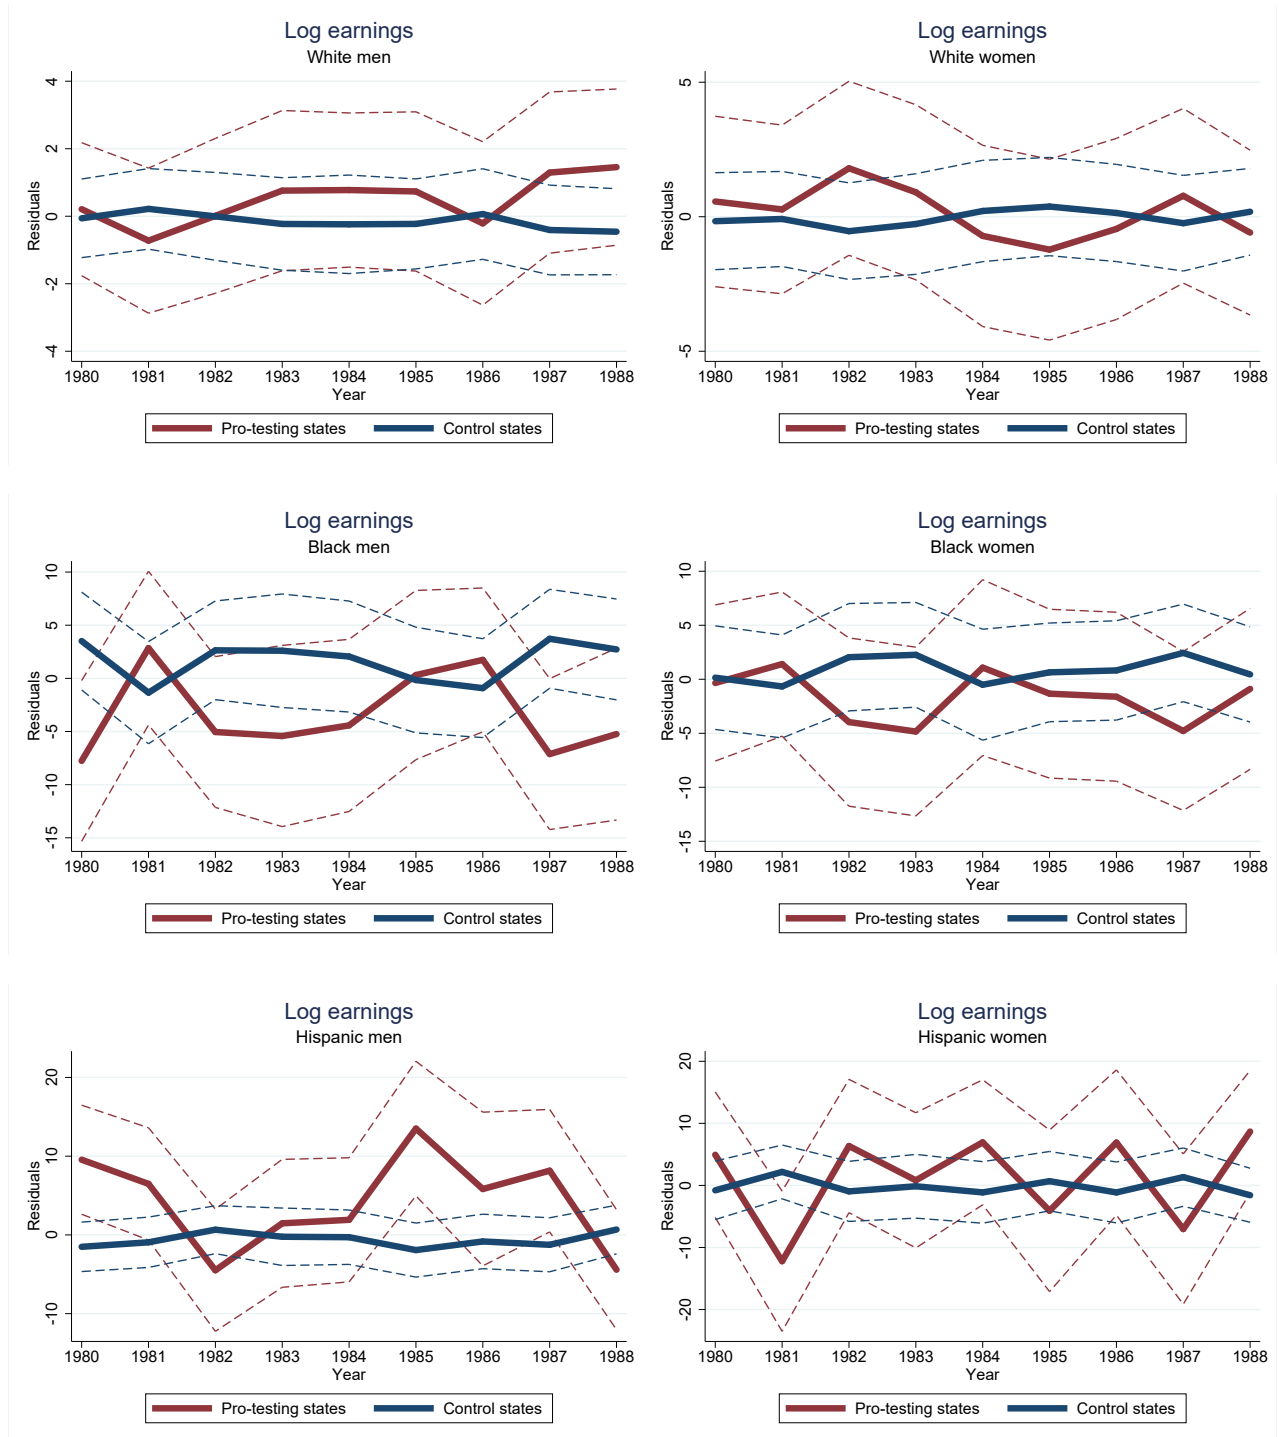 Log earnings
White men
Residuals
4
2
0
-2
-4
1980 1981 1982 1983 1984 1985 1986 1987 1988
Year
Pro-testing states Control states
Log earnings
White women
Residuals
5
0
-5
1980 1981 1982 1983 1984 1985 1986 1987 1988
Year
Pro-testing states Control states
Log earnings
Black men
Residuals
10
5
0
-5
-10
-15
1980 1981 1982 1983 1984 1985 1986 1987 1988
Year
Pro-testing states Control states
Log earnings
Black women
Residuals
10
5
0
-5
-10
-15
1980 1981 1982 1983 1984 1985 1986 1987 1988
Year
Pro-testing states Control states
Log earnings
Hispanic men
Residuals
20
10
0
-10
1980 1981 1982 1983 1984 1985 1986 1987 1988
Year
Pro-testing states Control states
Log earnings
Hispanic women
Residuals
20
10
0
-10
-20
1980 1981 1982 1983 1984 1985 1986 1987 1988
Year
Pro-testing states Control states